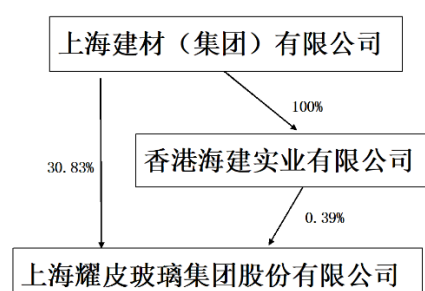 上海建材（集团）有限公司
100%
香港海建实业有限公司
30.83%
0.39%
上海耀皮玻璃集团股份有限公司